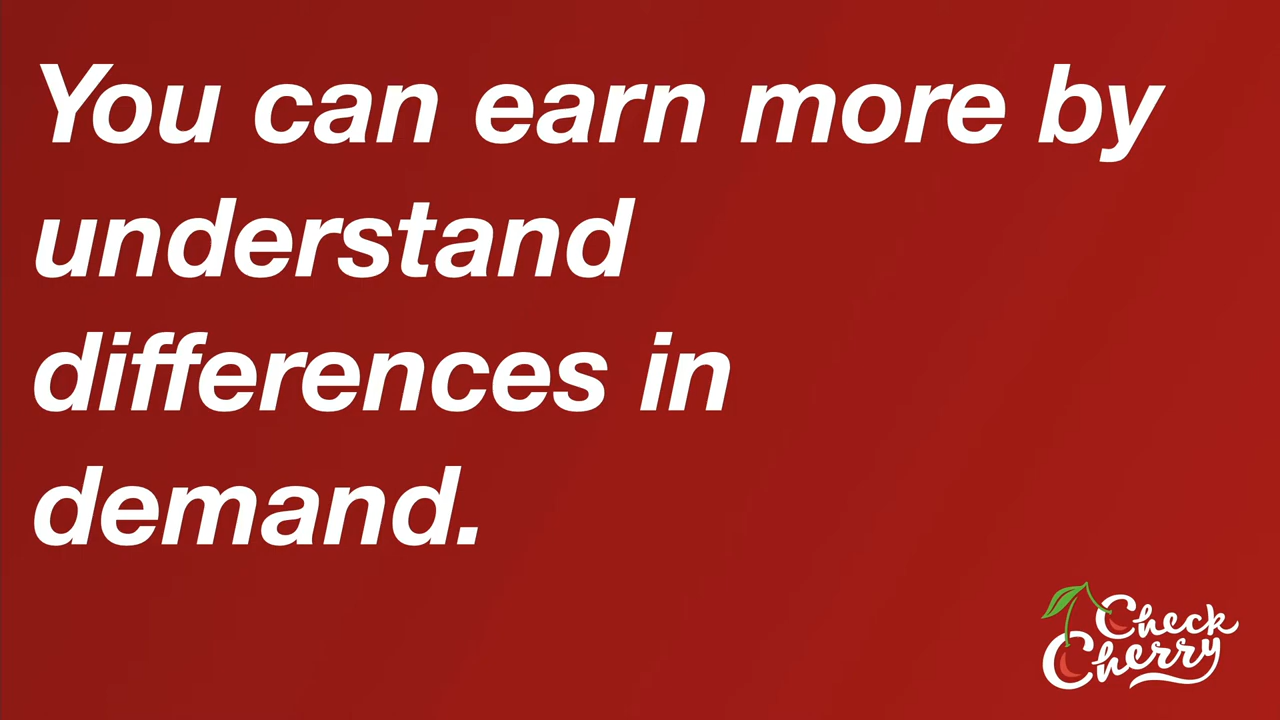 You can earn more by
understand
differences in
demand.
Check
Cherry